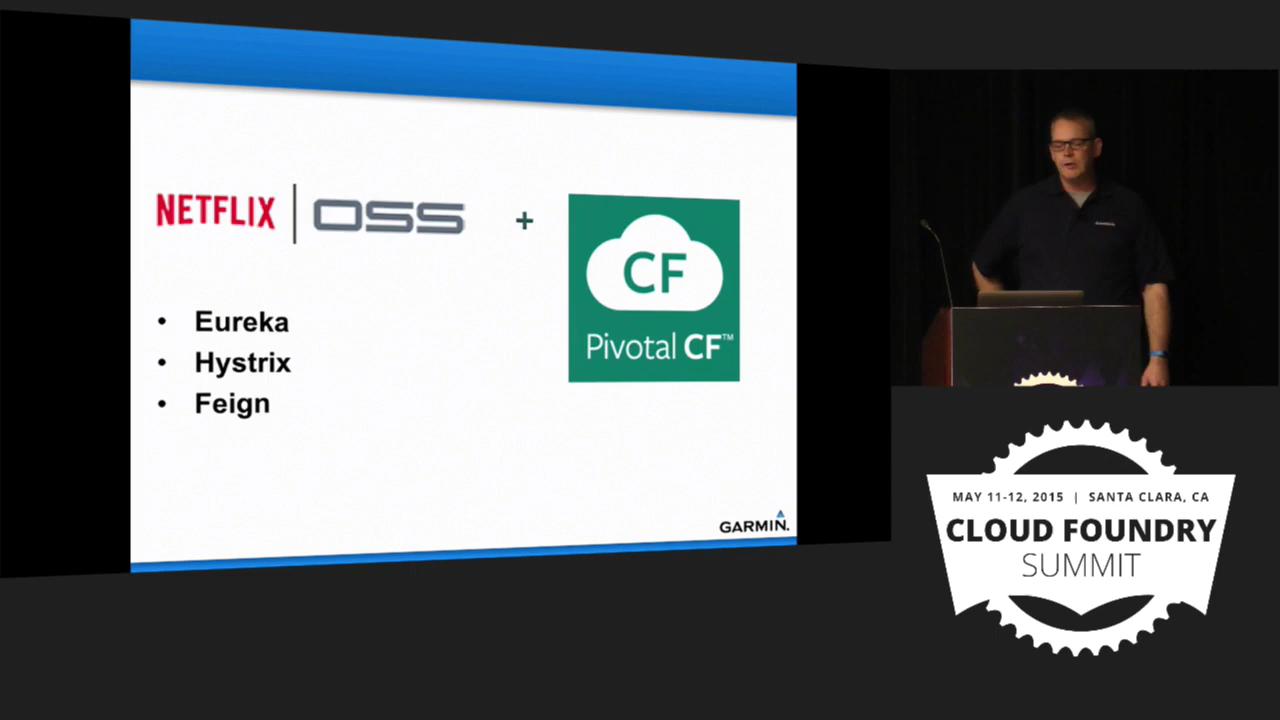 NETFLIX | OSS
+
CF
Pivotal CF™
• Eureka
• Hystrix
• Feign
GARMIN.
MAY 11-12, 2015 | SANTA CLARA, CA
CLOUD FOUNDRY
SUMMIT